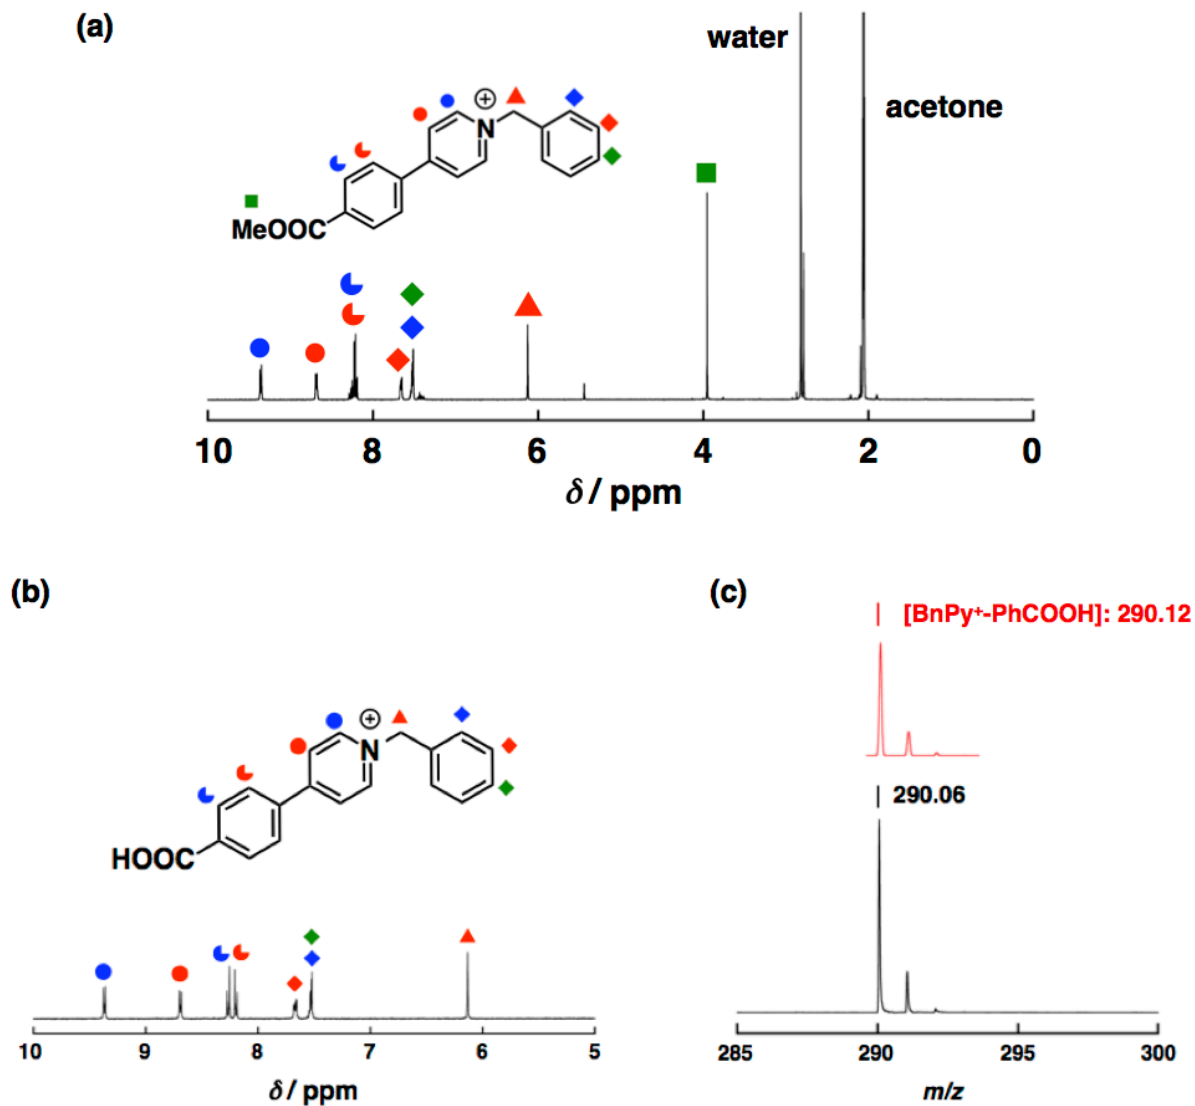 (a)
water
acetone
⊕
N
MeOOC
10 8 6 4 2 0
δ / ppm
(b)
⊕
N
HOOC
10 9 8 7 6 5
δ / ppm
(c)
[BnPy⁺-PhCOOH]: 290.12
290.06
285 290 295 300
m/z